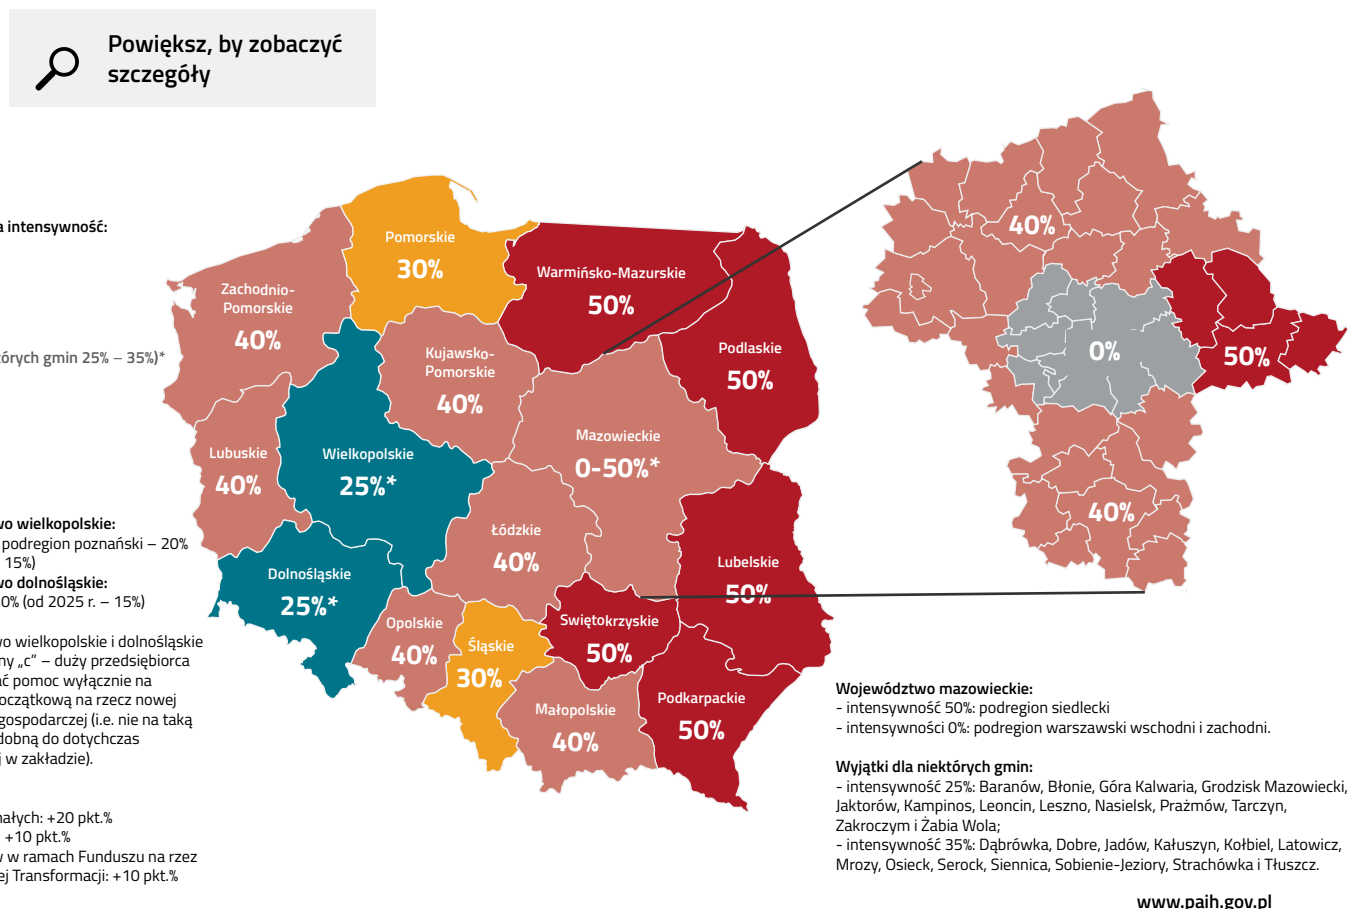 Powiększ, by zobaczyć
szczegóły
a intensywność:
tórych gmin 25% – 35%)*
wo wielkopolskie:
podregion poznański – 20%
15%)
wo dolnośląskie:
0% (od 2025 r. – 15%)
wo wielkopolskie i dolnośląskie
ny „c” – duży przedsiębiorca
ać pomoc wyłącznie na
oczątkową na rzecz nowej
gospodarczej (i.e. nie na taką
dobną do dotychczas
j w zakładzie).
nałych: +20 pkt.%
: +10 pkt.%
w w ramach Funduszu na rzez
ej Transformacji: +10 pkt.%
Pomorskie
30%
Zachodnio-
Pomorskie
40%
Warmińsko-Mazurskie
50%
Podlaskie
50%
Kujawsko-
Pomorskie
40%
Mazowieckie
0-50%*
Lubuskie
40%
Wielkopolskie
25%*
Łódzkie
40%
Lubelskie
50%
Dolnośląskie
25%*
Opolskie
40%
Śląskie
30%
Swiętokrzyskie
50%
Małopolskie
40%
Podkarpackie
50%
40%
0%
50%
40%
Województwo mazowieckie:
- intensywność 50%: podregion siedlecki
- intensywności 0%: podregion warszawski wschodni i zachodni.
Wyjątki dla niektórych gmin:
- intensywność 25%: Baranów, Błonie, Góra Kalwaria, Grodzisk Mazowiecki,
Jaktorów, Kampinos, Leoncin, Leszno, Nasielsk, Prażmów, Tarczyn,
Zakroczym i Żabia Wola;
- intensywność 35%: Dąbrówka, Dobre, Jadów, Kałuszyn, Kołbiel, Latowicz,
Mrozy, Osieck, Serock, Siennica, Sobienie-Jeziory, Strachówka i Tłuszcz.
www.paih.gov.pl